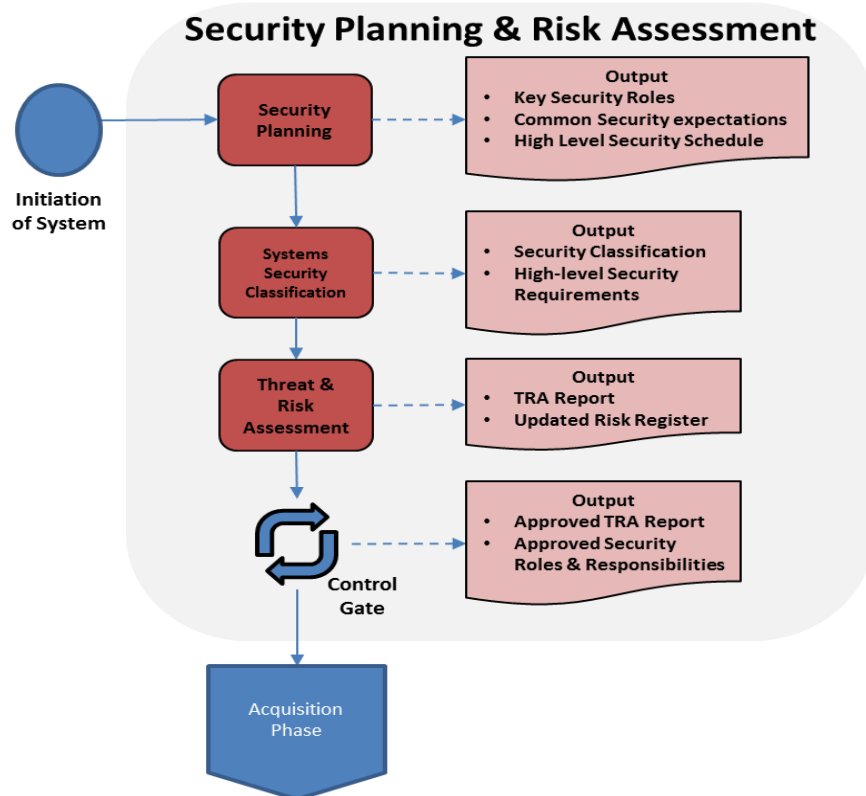 Security Planning & Risk Assessment
Initiation
of System
Security
Planning
Output
• Key Security Roles
• Common Security expectations
• High Level Security Schedule
Systems
Security
Classification
Output
• Security Classification
• High-level Security
Requirements
Threat &
Risk
Assessment
Output
• TRA Report
• Updated Risk Register
Control
Gate
Output
• Approved TRA Report
• Approved Security
Roles & Responsibilities
Acquisition
Phase